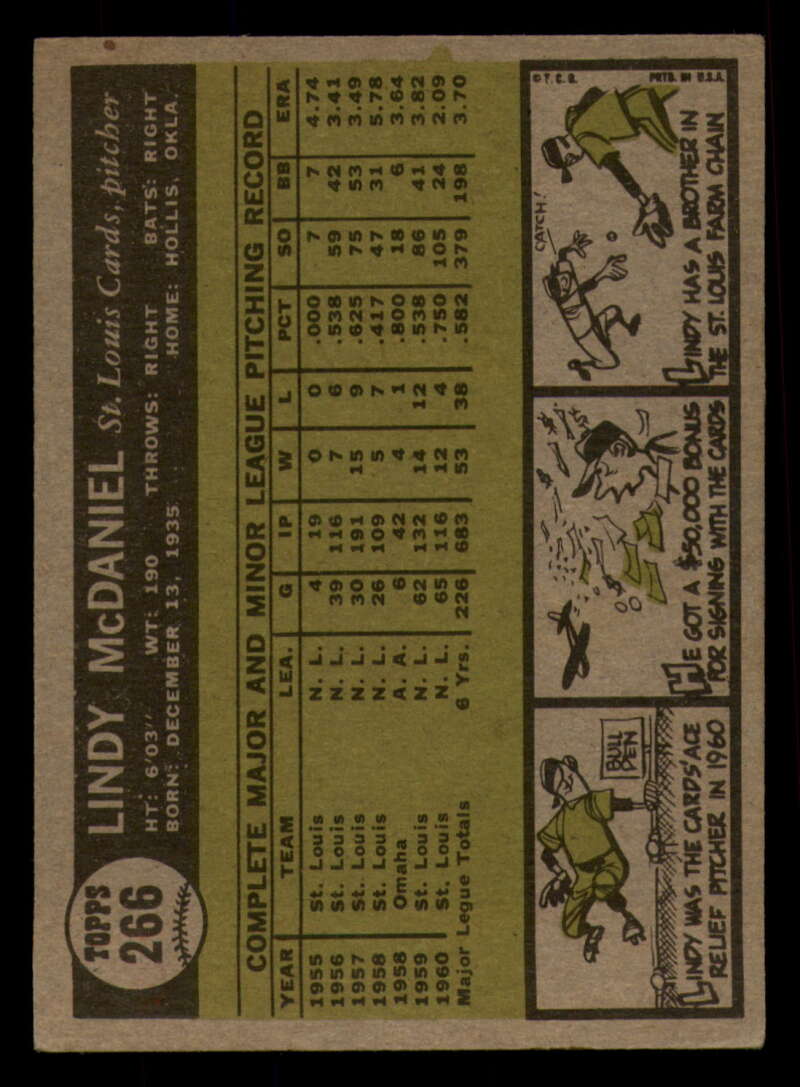 TOPPS
266
LINDY McDANIEL St. Louis Cards, pitcher
HT: 6'03" WT: 190 THROWS: RIGHT BATS: RIGHT
BORN: DECEMBER 13, 1935 HOME: HOLLIS, OKLA.
COMPLETE MAJOR AND MINOR LEAGUE PITCHING RECORD
YEAR TEAM LEA. G IP W L PCT SO BB ERA
1955 St. Louis N. L. 4 19 0 0 .000 7 7 4.74
1956 St. Louis N. L. 39 116 7 6 .538 59 42 3.41
1957 St. Louis N. L. 30 191 15 9 .625 75 53 3.49
1958 St. Louis N. L. 26 109 5 7 .417 47 31 5.78
1958 Omaha A. A. 6 42 4 1 .800 18 6 3.64
1959 St. Louis N. L. 62 132 14 12 .538 86 41 3.82
1960 St. Louis N. L. 65 116 12 4 .750 105 24 2.09
Major Legue Totals 6 Yrs. 226 683 53 38 .582 379 198 3.70
BULL
PEN
LINDY WAS THE CARDS' ACE
RELIEF PITCHER IN 1960
HE GOT A $50,000 BONUS
FOR SIGNING WITH THE CARDS
© T. C. G. PRTD. IN U.S.A.
CATCH!
LINDY HAS A BROTHER IN
THE ST. LOUIS FARM CHAIN